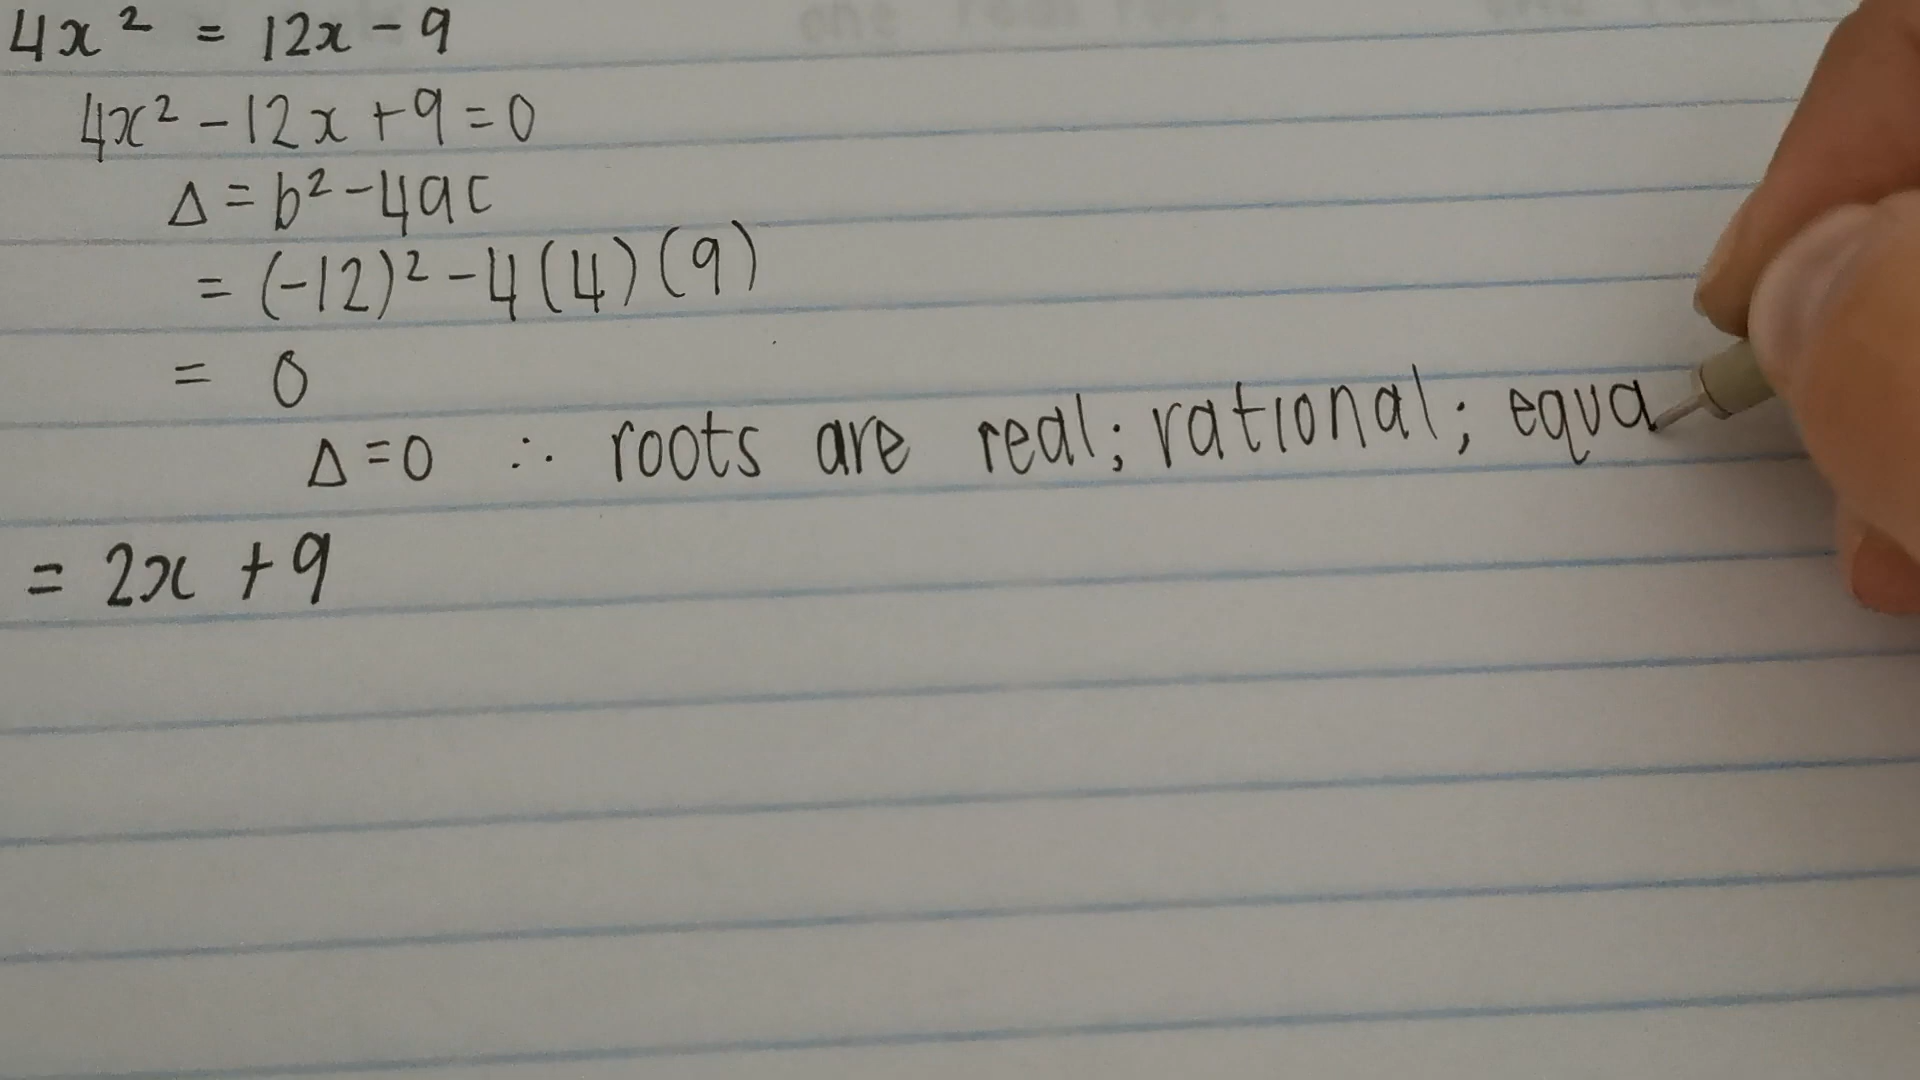 4x² = 12x - 9
4x² - 12x + 9 = 0
Δ = b² - 4ac
= (-12)² - 4(4)(9)
= 0
Δ = 0 ∴ roots are real; rational; equa
= 2x + 9